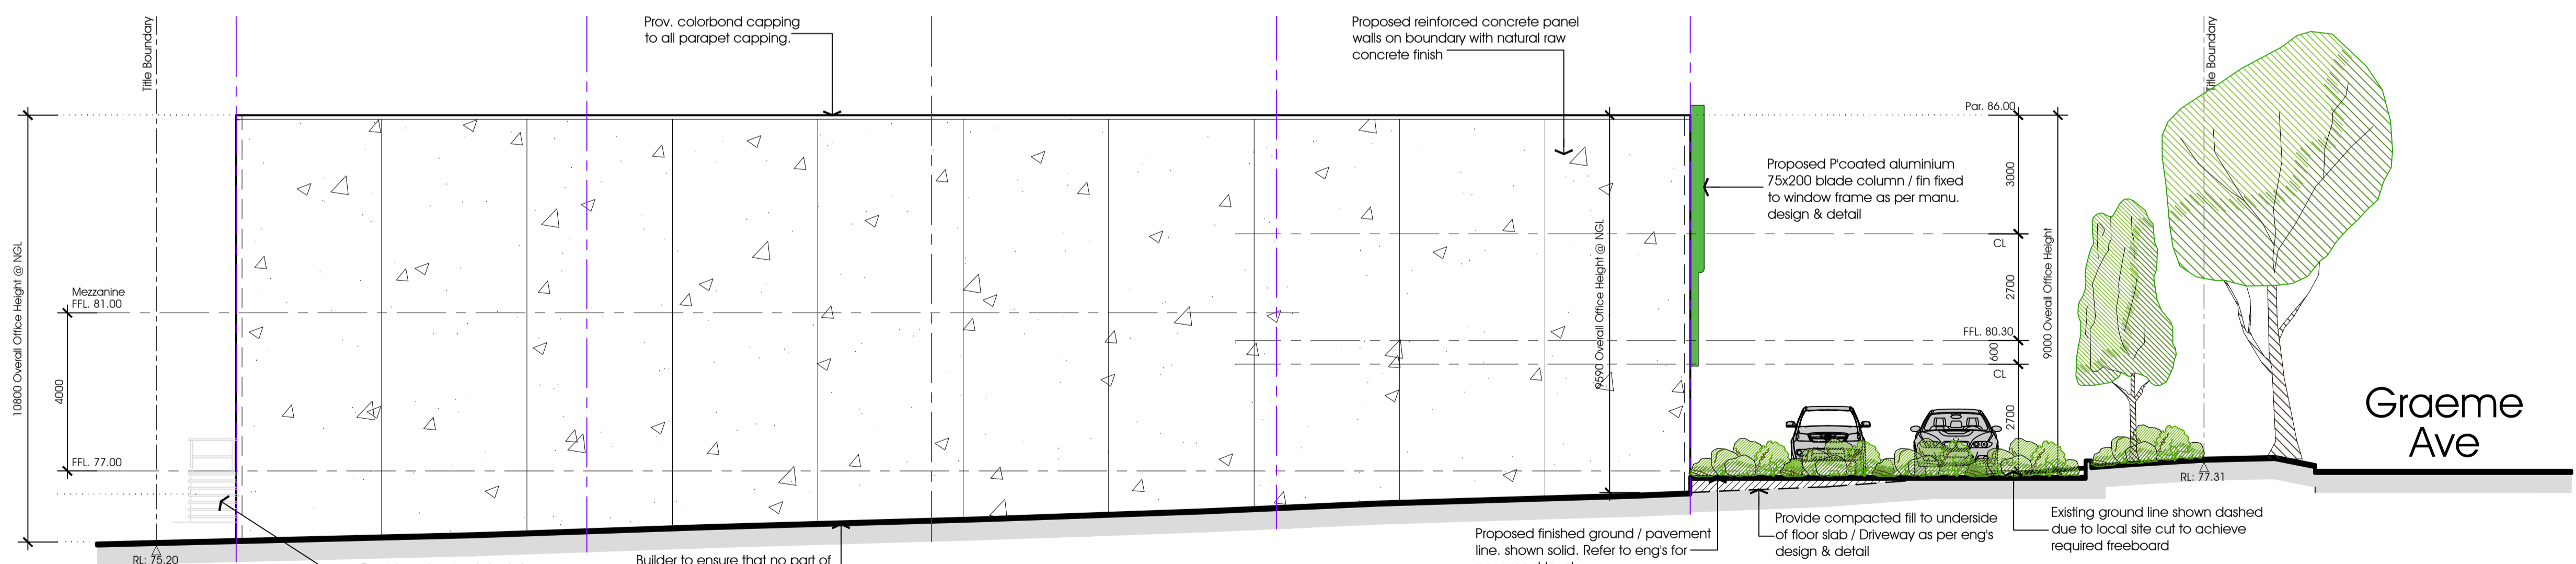 Title Boundary
Prov. colorbond capping
to all parapet capping.
Proposed reinforced concrete panel
walls on boundary with natural raw
concrete finish
Title Boundary
Par. 86.00
3000
Proposed P'coated aluminium
75x200 blade column / fin fixed
to window frame as per manu.
design & detail
10800 Overall Office Height @ NGL
9590 Overall Office Height @ NGL
CL
9000 Overall Office Height
2700
Mezzanine
FFL. 81.00
FFL. 80.30
600
CL
4000
2700
Graeme
Ave
FFL. 77.00
RL: 77.31
Existing ground line shown dashed
due to local site cut to achieve
required freeboard
Provide compacted fill to underside
of floor slab / Driveway as per eng's
design & detail
Proposed finished ground / pavement
line. shown solid. Refer to eng's for
Builder to ensure that no part of
RL: 75.20